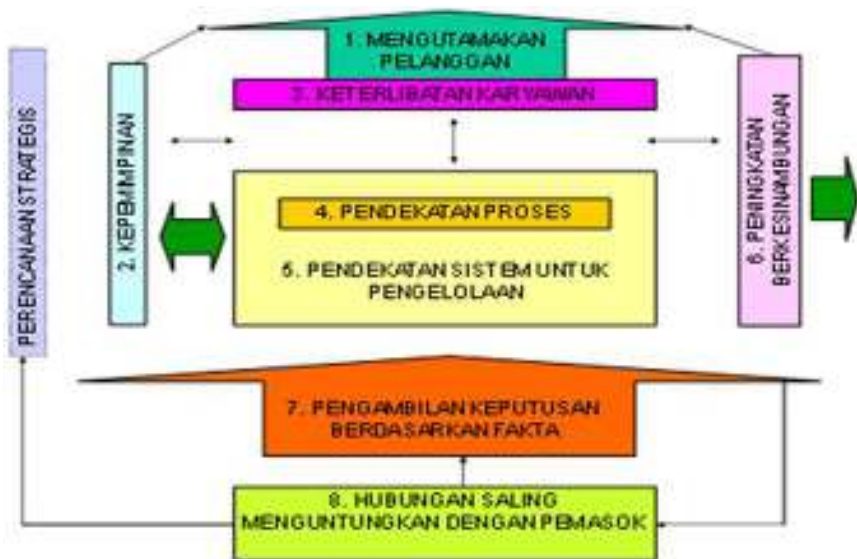 1. MENGUTAMAKAN
PELANGGAN
3. KETERLIBATAN KARYAWAN
PERENCANAAN STRATEGIS
2. KEPEMIMPINAN
4. PENDEKATAN PROSES
5. PENDEKATAN SISTEM UNTUK
PENGELOLAAN
6. PENINGKATAN
BERKESINAMBUNGAN
7. PENGAMBILAN KEPUTUSAN
BERDASARKAN FAKTA
8. HUBUNGAN SALING
MENGUNTUNGKAN DENGAN PEMASOK